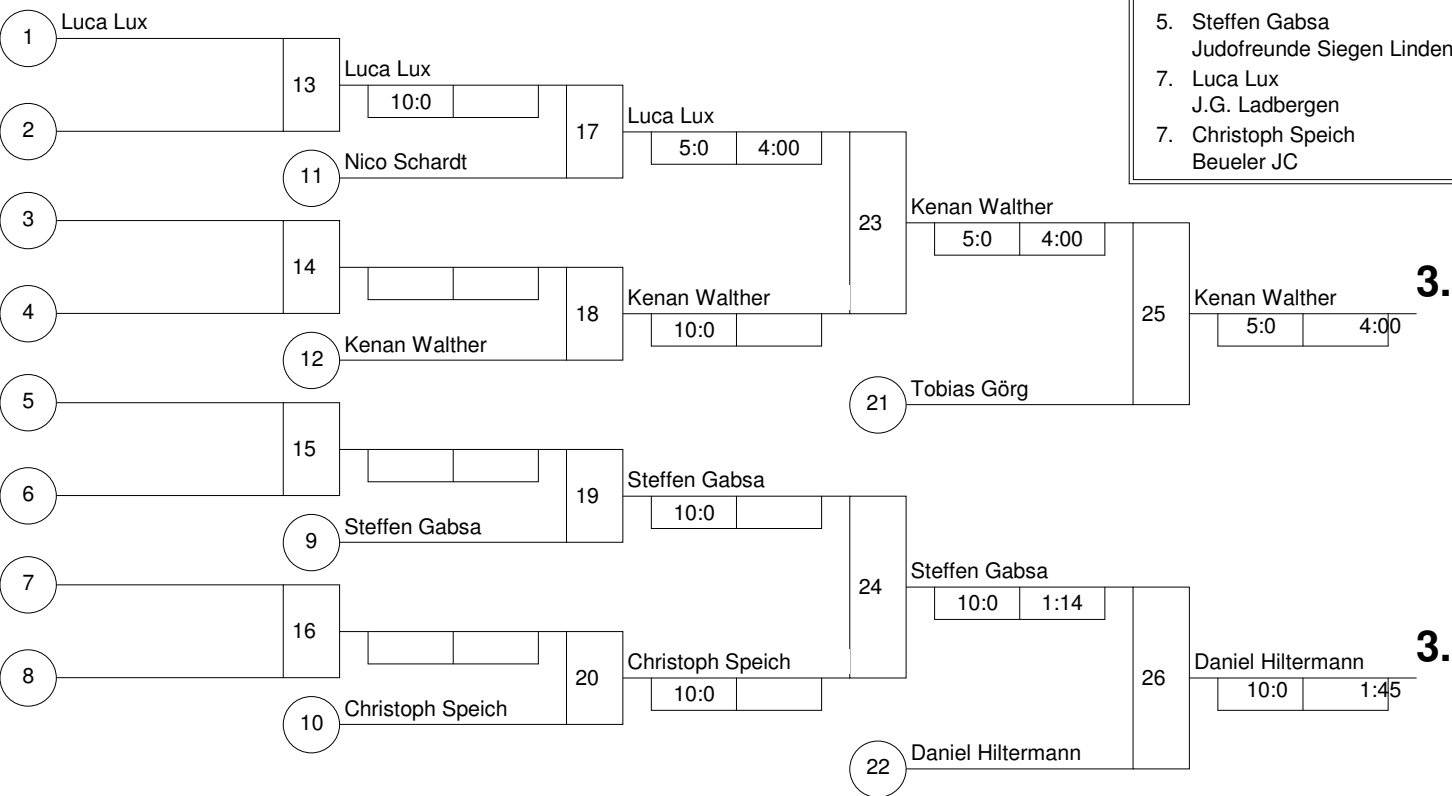 1 Luca Lux
2
13
Luca Lux
10:0
11 Nico Schardt
17
Luca Lux
5:0 4:00
3
4
14
12 Kenan Walther
18
Kenan Walther
10:0
23
Kenan Walther
5:0 4:00
21 Tobias Görg
25
Kenan Walther
5:0 4:00
3.
5
6
15
9 Steffen Gabsa
19
Steffen Gabsa
10:0
7
8
16
10 Christoph Speich
20
Christoph Speich
10:0
24
Steffen Gabsa
10:0 1:14
22 Daniel Hiltermann
26
Daniel Hiltermann
10:0 1:45
3.
5. Steffen Gabsa
Judofreunde Siegen Linden
7. Luca Lux
J.G. Ladbergen
7. Christoph Speich
Beueler JC